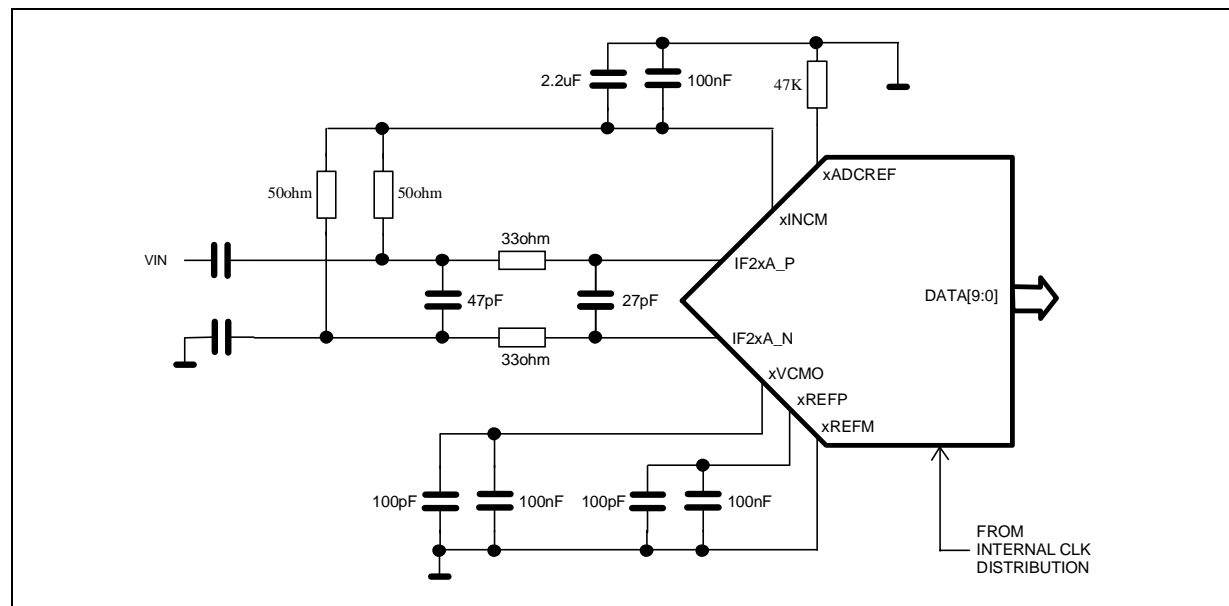 2.2uF
100nF
47K
xADCREF
50ohm
50ohm
xINCM
33ohm
VIN
IF2xA_P
47pF
27pF
DATA[9:0]
IF2xA_N
33ohm
xVCMO
xREFP
xREFM
100pF
100nF
100pF
100nF
FROM
INTERNAL CLK
DISTRIBUTION